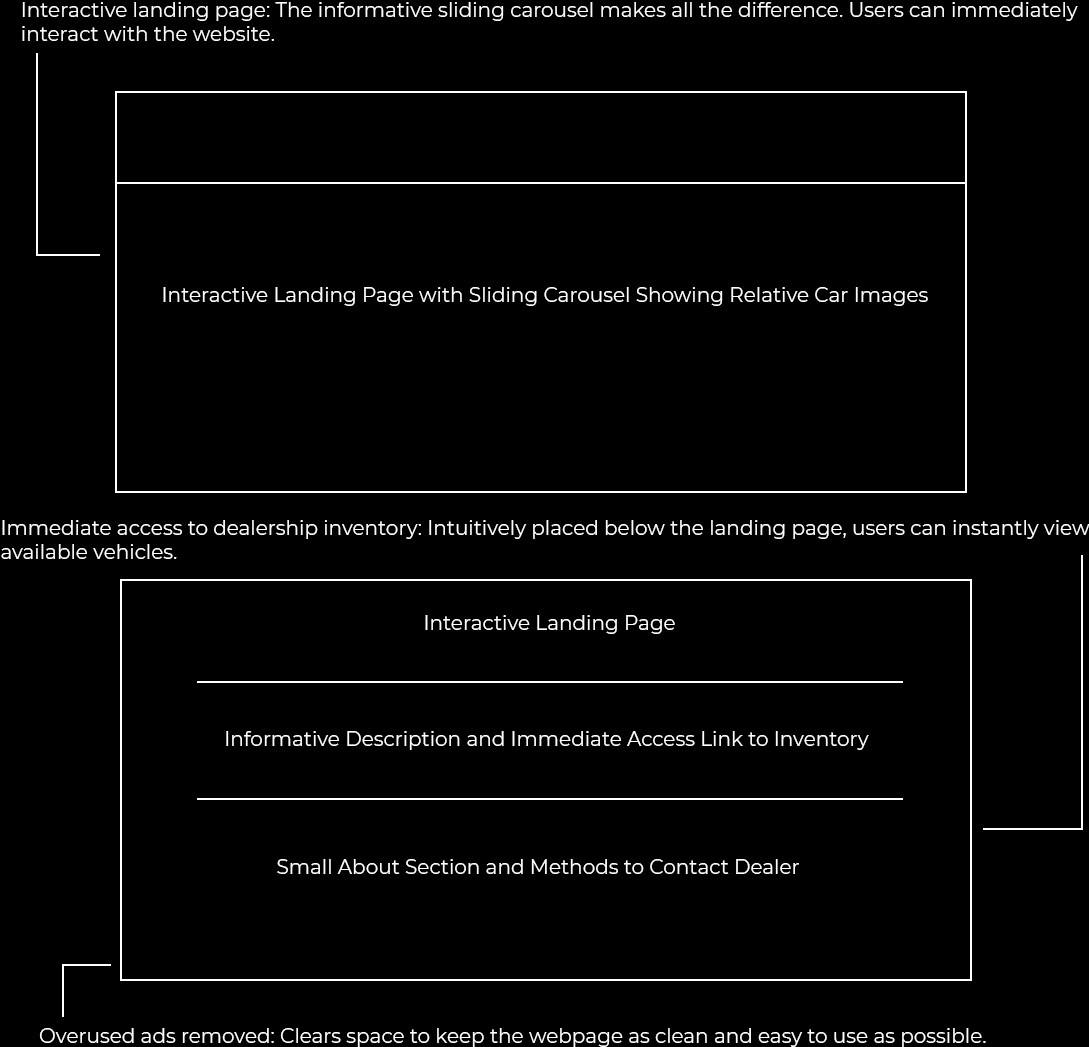 Interactive landing page: The informative sliding carousel makes all the difference. Users can immediately
interact with the website.
Interactive Landing Page with Sliding Carousel Showing Relative Car Images
Immediate access to dealership inventory: Intuitively placed below the landing page, users can instantly view
available vehicles.
Interactive Landing Page
Informative Description and Immediate Access Link to Inventory
Small About Section and Methods to Contact Dealer
Overused ads removed: Clears space to keep the webpage as clean and easy to use as possible.